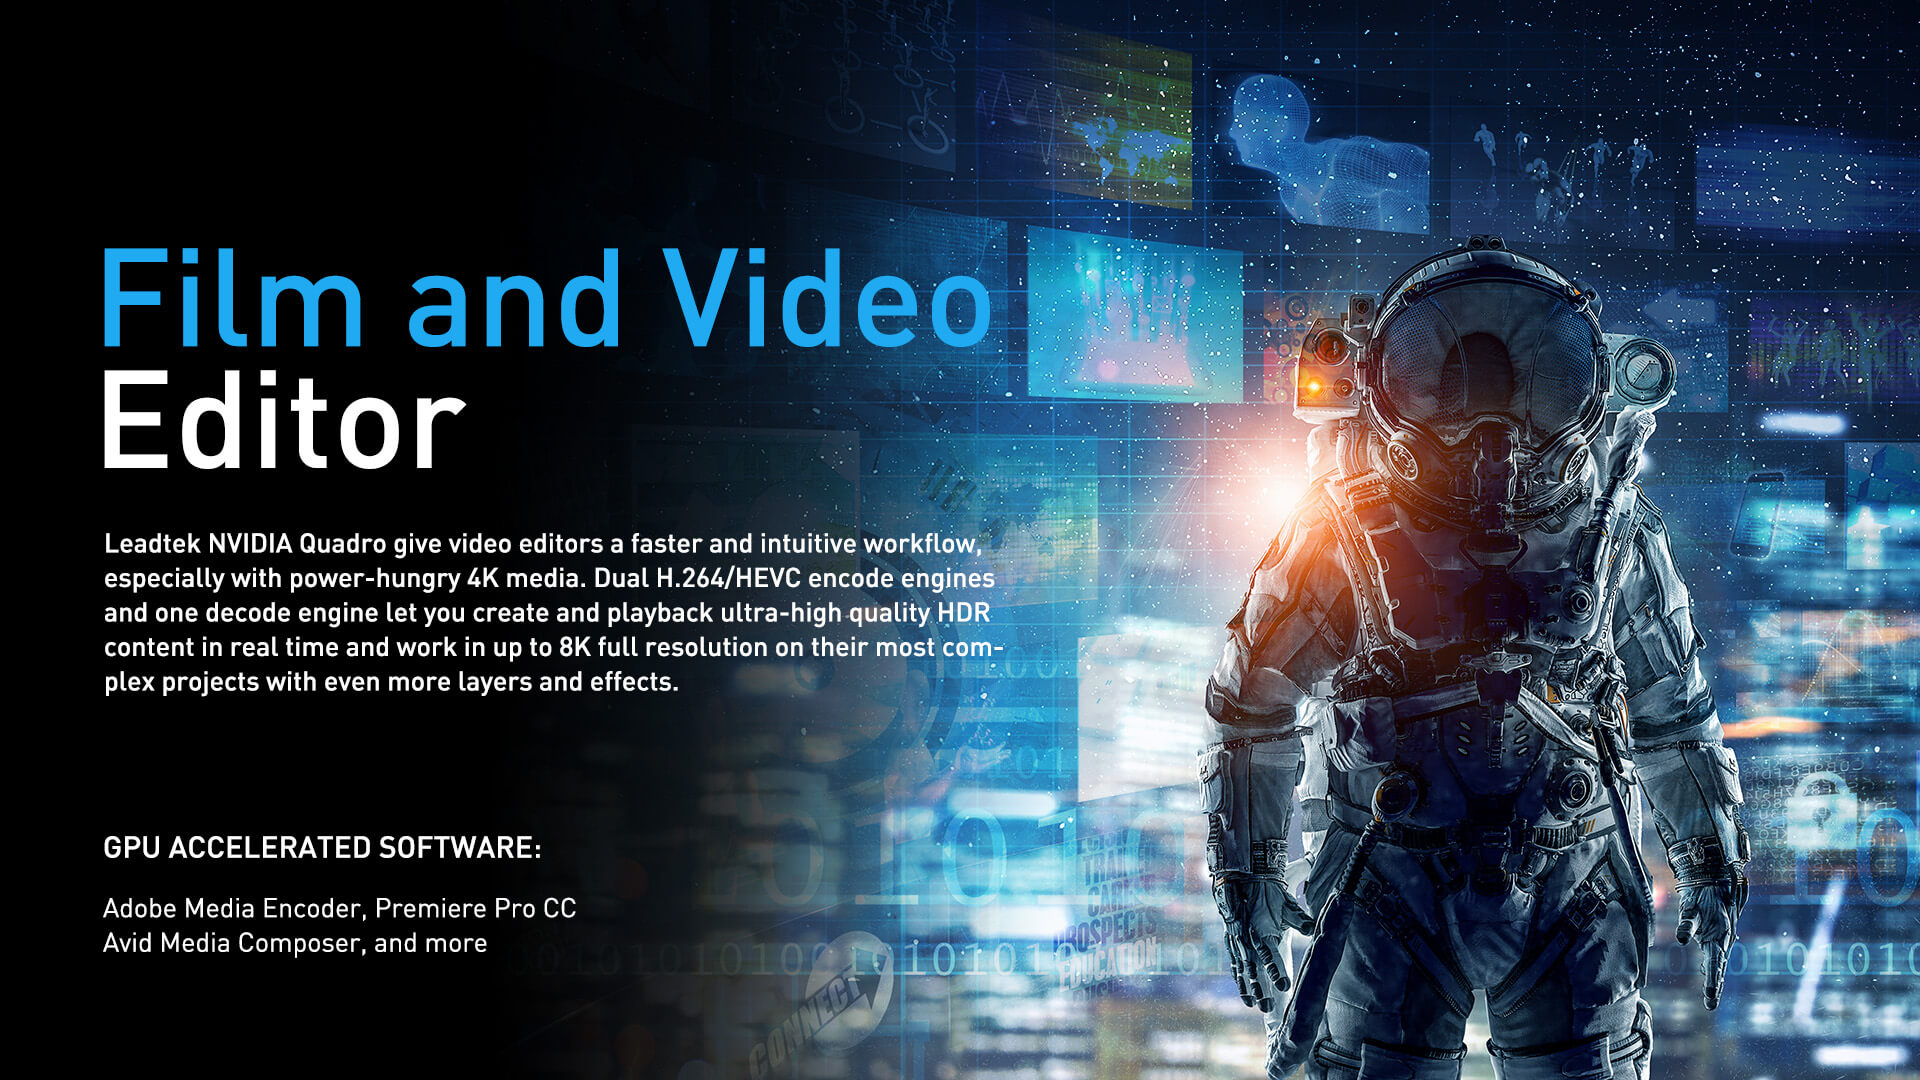 Film and Video
Editor
Leadtek NVIDIA Quadro give video editors a faster and intuitive workflow,
especially with power-hungry 4K media. Dual H.264/HEVC encode engines
and one decode engine let you create and playback ultra-high quality HDR
content in real time and work in up to 8K full resolution on their most com-
plex projects with even more layers and effects.
GPU ACCELERATED SOFTWARE:
Adobe Media Encoder, Premiere Pro CC
Avid Media Composer, and more
PROSPECTS
EDUCATION
CONNECT